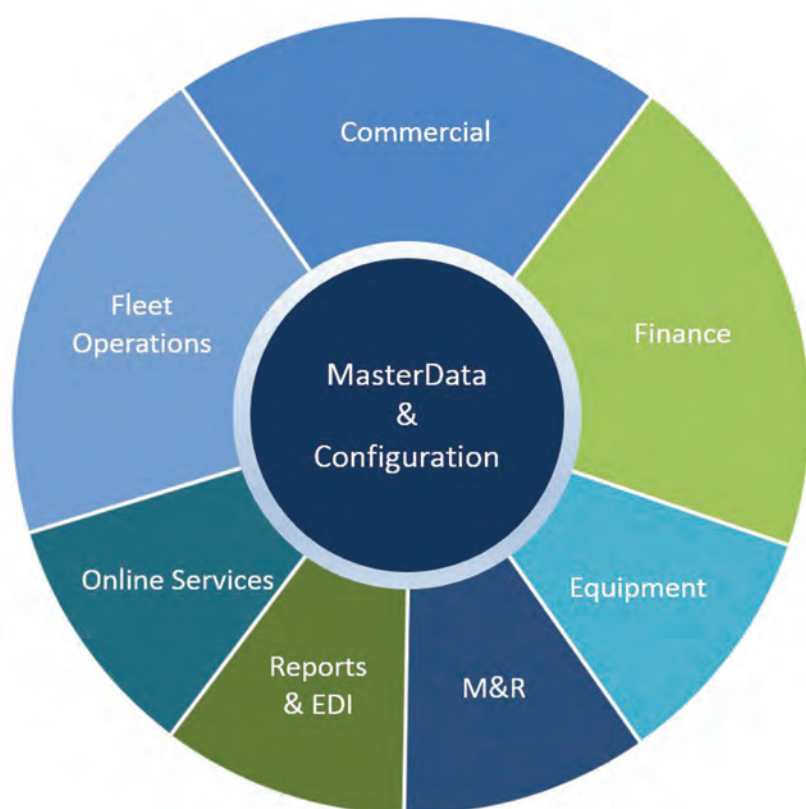 Commercial
Finance
Equipment
M&R
Reports
& EDI
Online Services
Fleet
Operations
MasterData
&
Configuration